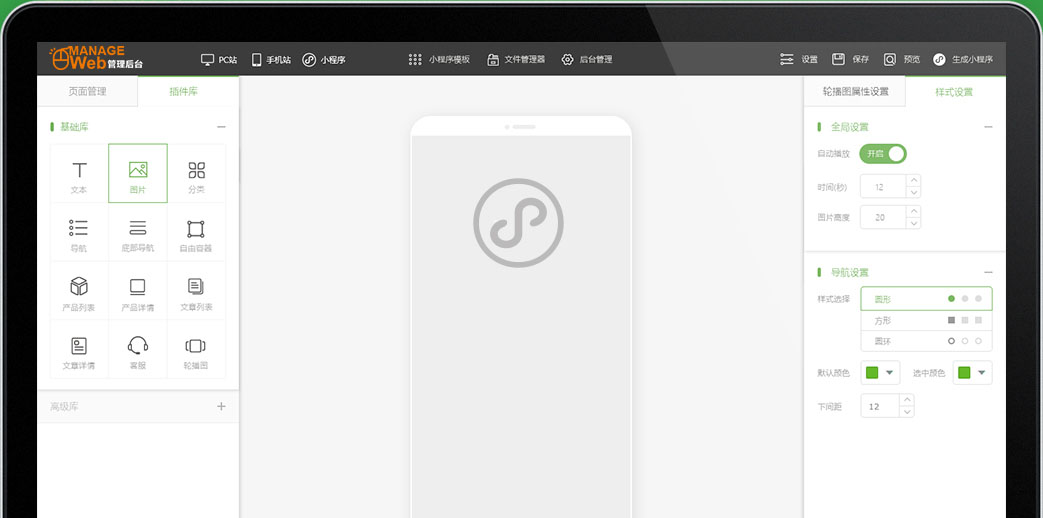 MANAGE
Web管理后台
PC站 手机站 小程序 小程序模板 文件管理器 后台管理 设置 保存 预览 生成小程序
页面管理 插件库
基础库
文本 图片 分类
导航 底部导航 自由容器
产品列表 产品详情 文章列表
文章详情 客服 轮播图
高级库
轮播图属性设置 样式设置
全局设置
自动播放 开启
时间(秒) 12
图片高度 20
导航设置
样式选择 圆形
方形
圆环
默认颜色 选中颜色
下间距 12